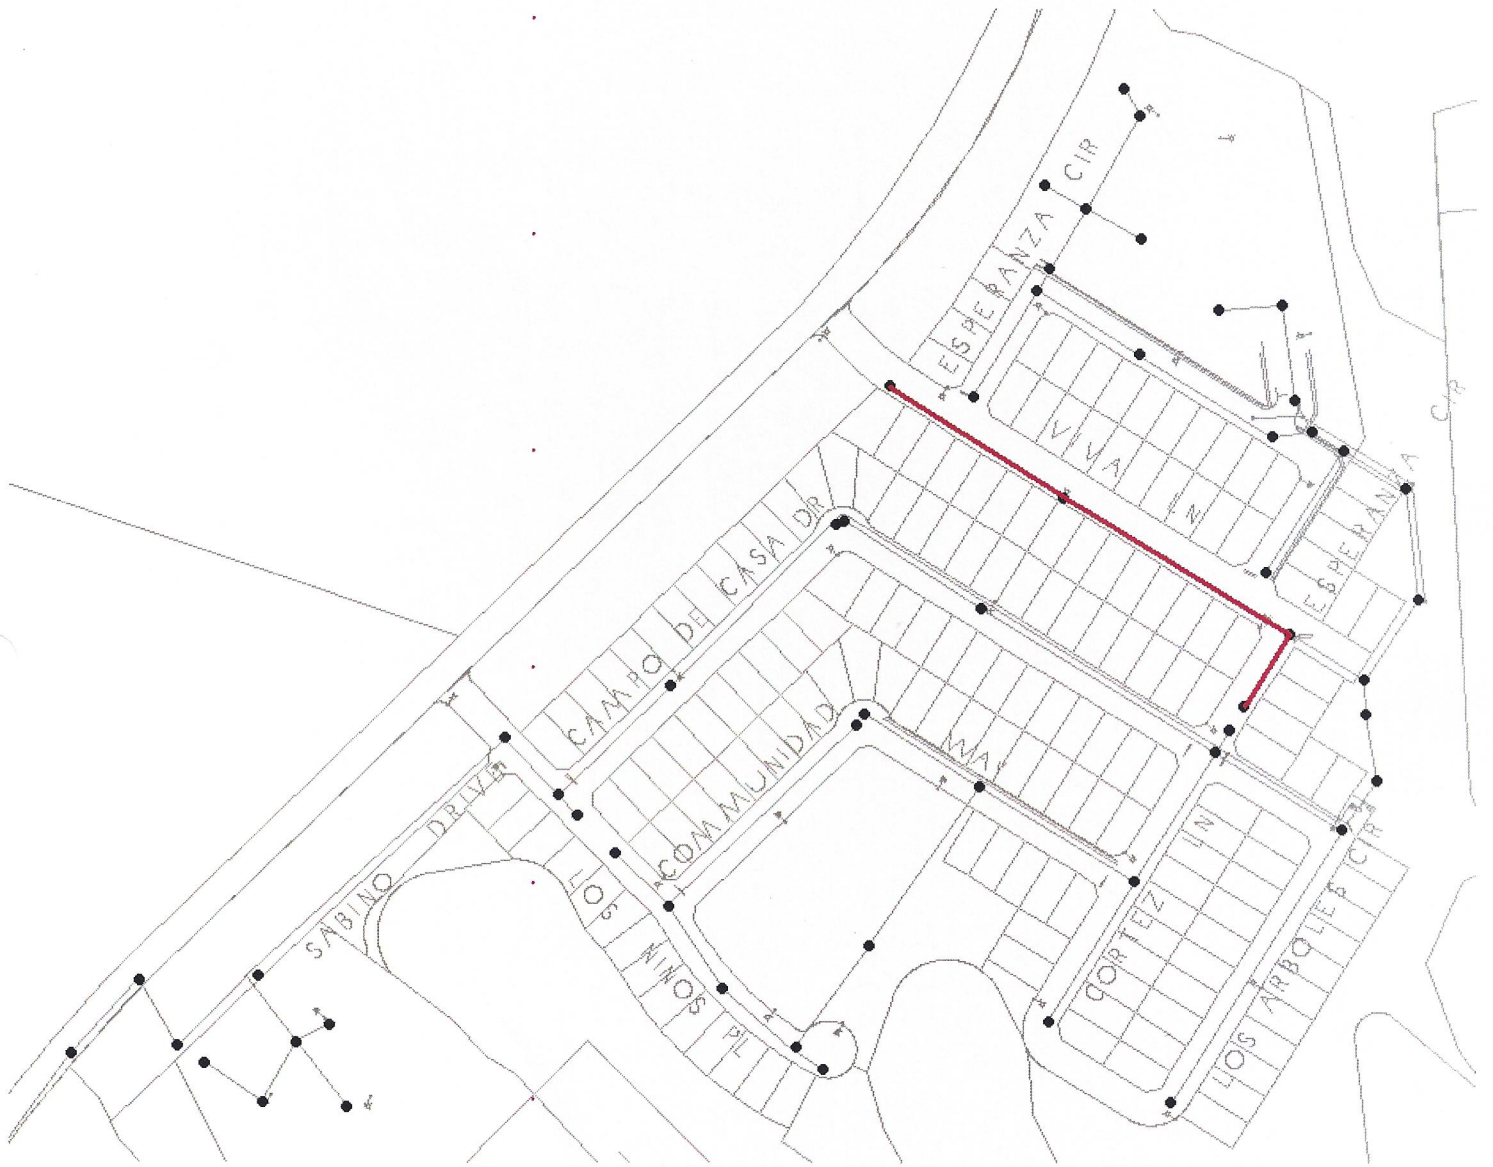 ESPERANZA CIR
VIVA LN
CIR
ESPERANZA
CAMPO DE CASA DR
COMMUNIDAD WAY
SABINO DRIVE
LOS NINOS PL
CORTEZ LN
LOS ARBOLES CIR